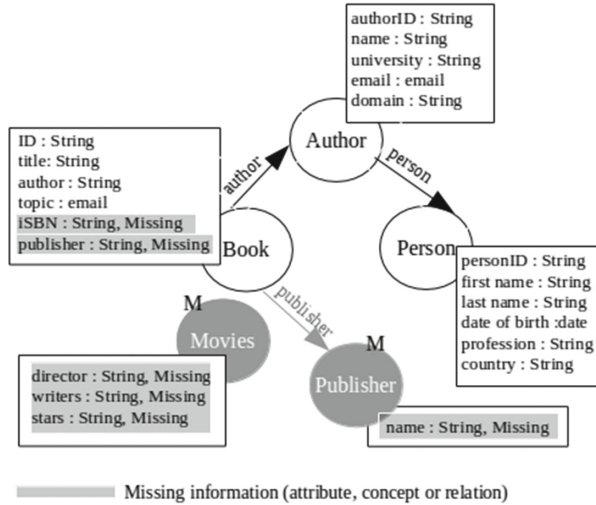 authorID : String
name : String
university : String
email : email
domain : String
Author
ID : String
title: String
author : String
topic : email
iSBN : String, Missing
publisher : String, Missing
author
person
Book
Person
personID : String
first name : String
last name : String
date of birth :date
profession : String
country : String
publisher
M
Movies
M
Publisher
director : String, Missing
writers : String, Missing
stars : String, Missing
name : String, Missing
Missing information (attribute, concept or relation)